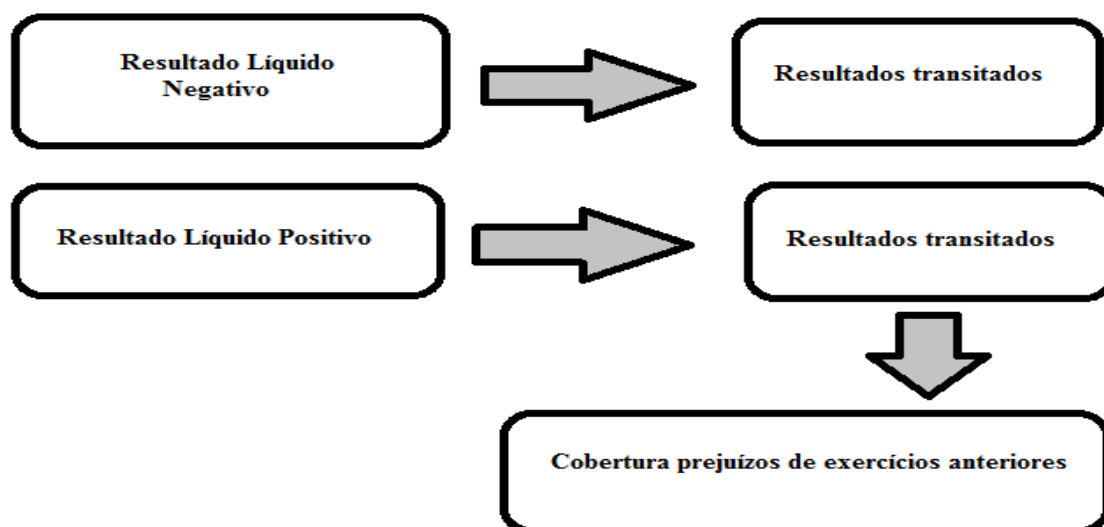 Resultado Líquido
Negativo
Resultados transitados
Resultado Líquido Positivo
Resultados transitados
Cobertura prejuízos de exercícios anteriores